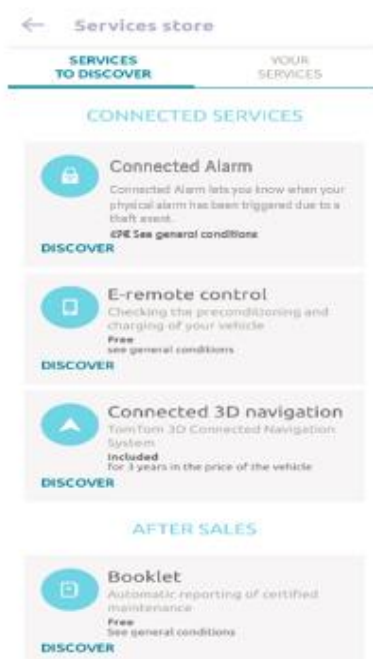 Services store
SERVICES
TO DISCOVER
YOUR
SERVICES
CONNECTED SERVICES
Connected Alarm
Connected Alarm lets you know when your
physical alarm has been triggered due to a
theft event.
See general conditions
DISCOVER
E-remote control
Checking the preconditioning and
charging of your vehicle
Free
see general conditions
DISCOVER
Connected 3D navigation
TomTom 3D Connected Navigation
System
Included
for 3 years in the price of the vehicle
DISCOVER
AFTER SALES
Booklet
Automatic reporting of certified
maintenance
Free
See general conditions
DISCOVER